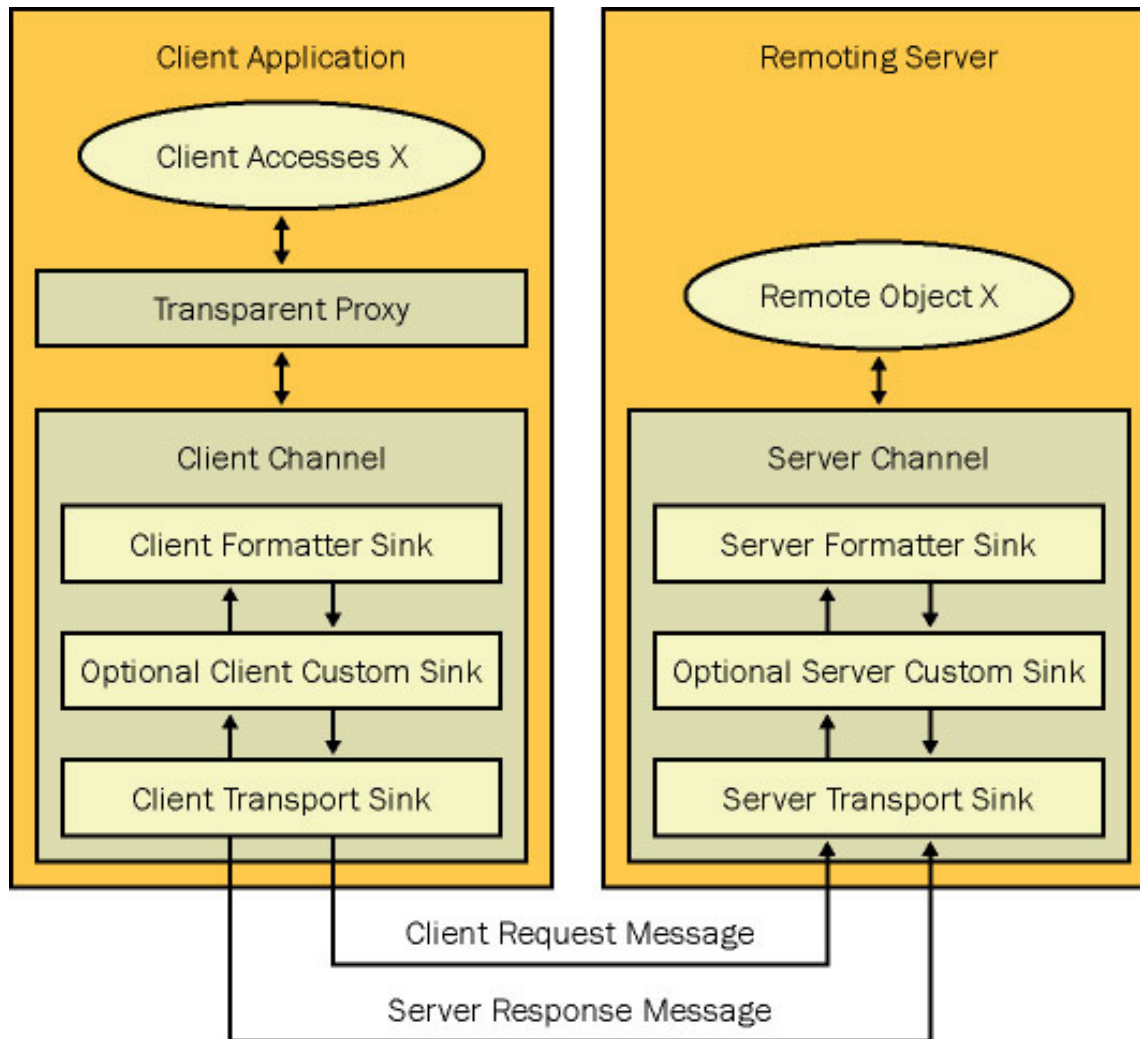 Client Application
Client Accesses X
Transparent Proxy
Client Channel
Client Formatter Sink
Optional Client Custom Sink
Client Transport Sink
Remoting Server
Remote Object X
Server Channel
Server Formatter Sink
Optional Server Custom Sink
Server Transport Sink
Client Request Message
Server Response Message